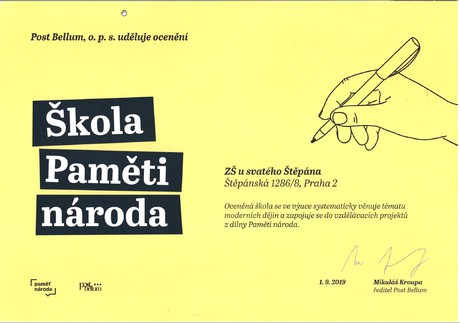 Post Bellum, o. p. s. uděluje ocenění
Škola
Paměti
národa
ZŠ u svatého Štěpána
Štěpánská 1286/8, Praha 2
Oceněná škola se ve výuce systematicky věnuje tématu
moderních dějin a zapojuje se do vzdělávacích projektů
z dílny Paměti národa.
1. 9. 2019
Mikuláš Kroupa
ředitel Post Bellum
paměť
národa
post
bellum